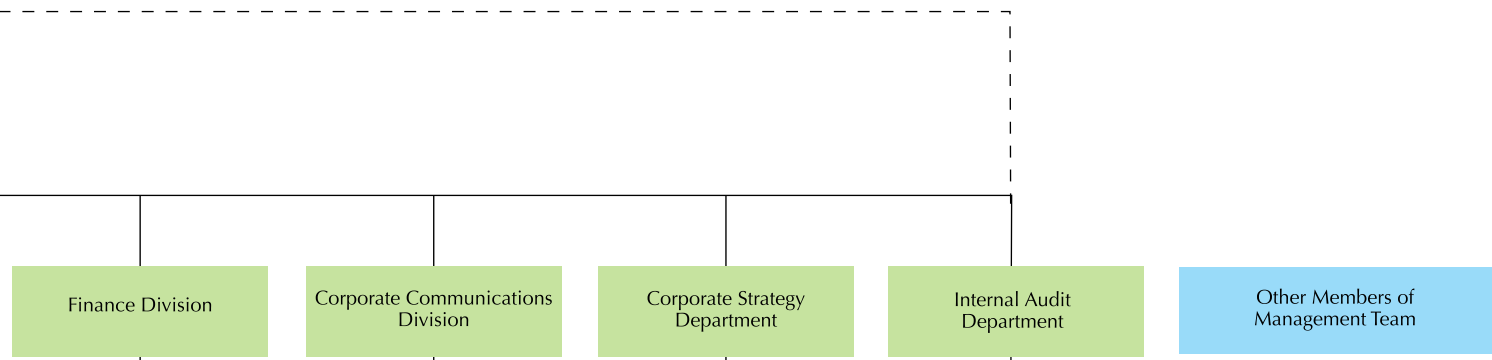 Finance Division
Corporate Communications
Division
Corporate Strategy
Department
Internal Audit
Department
Other Members of
Management Team